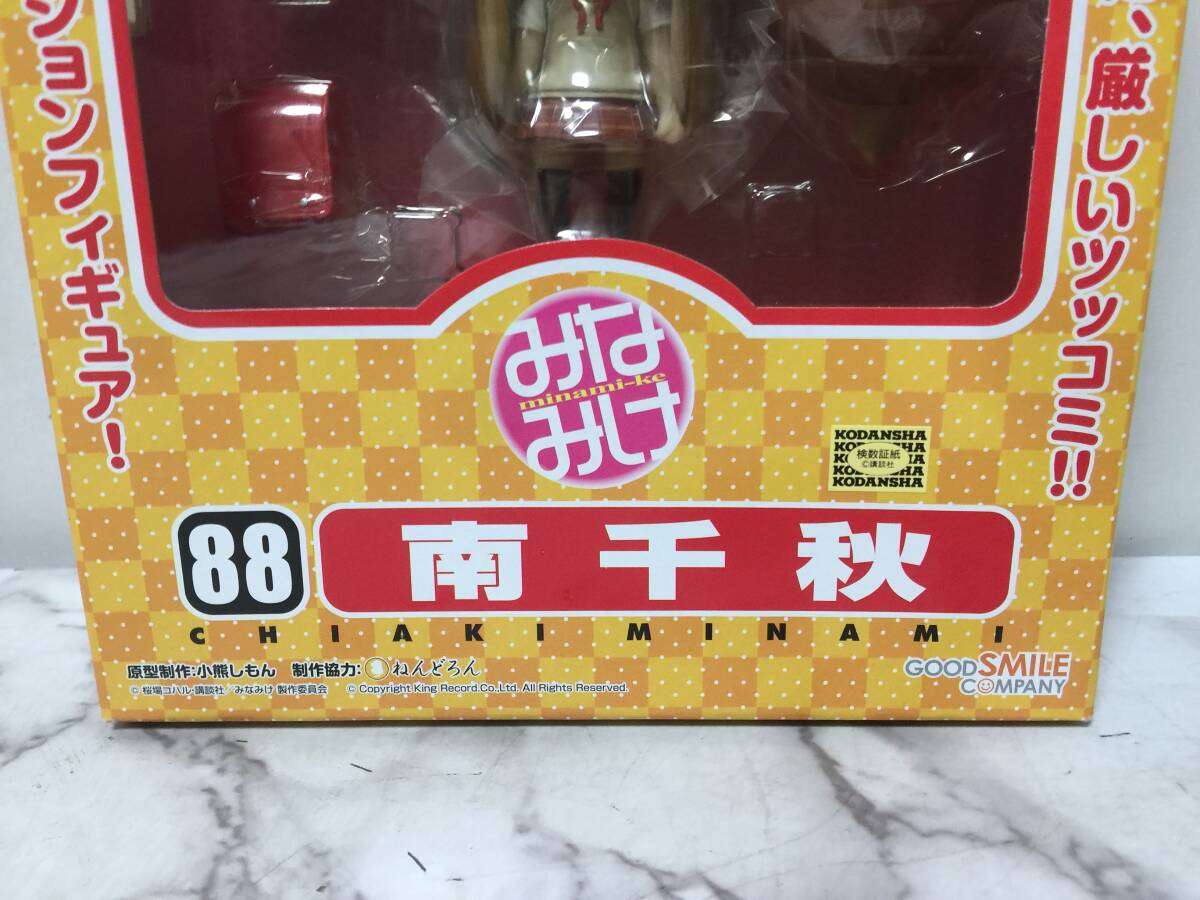 、厳しいツッコミ!!
ションフィギュア!
みな
minami-ke
みけ
KODANSHA
検数証紙
©講談社
KODANSHA
88
南千秋
CHIAKI MINAMI
原型制作:小熊しもん 制作協力: ねんどろん
© 桜場コハル・講談社／みなみけ 製作委員会 © Copyright King Record.Co.,Ltd. All Rights Reserved.
GOOD SMILE
COMPANY